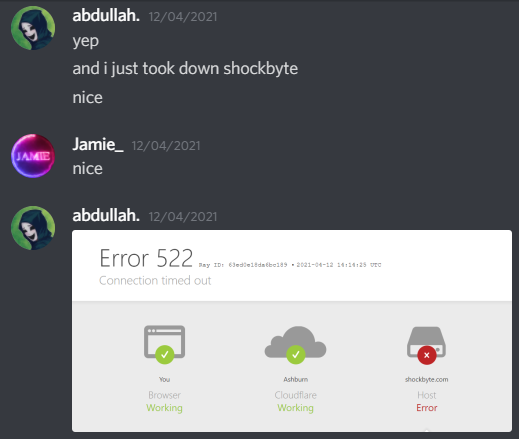 abdullah. 12/04/2021
yep
and i just took down shockbyte
nice
JAMIE
Jamie_ 12/04/2021
nice
abdullah. 12/04/2021
Error 522 Ray ID: 63ed3e18da6bc189 • 2021-04-12 14:14:25 UTC
Connection timed out
You Ashburn shockbyte.com
Browser Cloudflare Host
Working Working Error